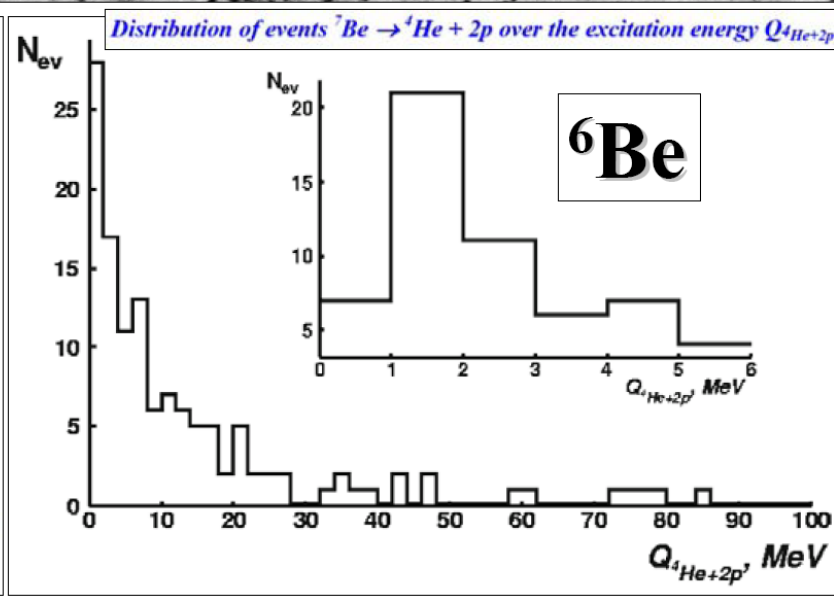 Distribution of events ⁷Be → ⁴He + 2p over the excitation energy Q₄He+2p
Nev
25
20
15
10
5
0
0 10 20 30 40 50 60 70 80 90 100
Q⁴He+2p, MeV
Nev
20
15
10
5
0 1 2 3 4 5 6
Q⁴He+2p, MeV
⁶Be